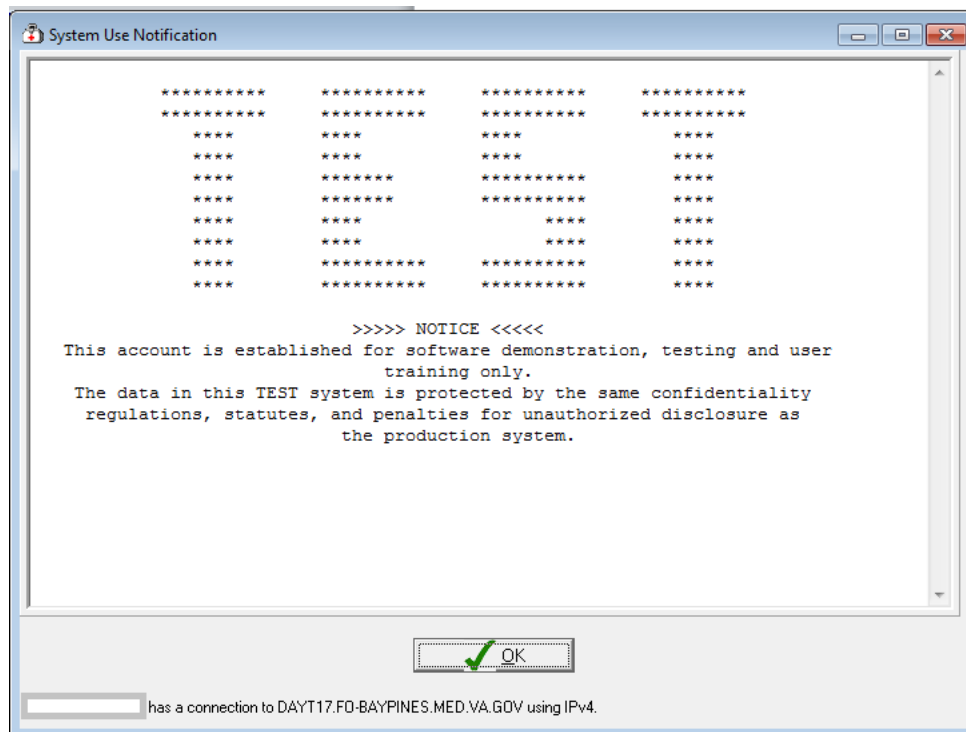 System Use Notification
********** ********** ********** **********
********** ********** ********** **********
**** **** **** ****
**** **** **** ****
**** ******* ********** ****
**** ******* ********** ****
**** **** **** ****
**** **** **** ****
**** ********** ********** ****
**** ********** ********** ****
>>>>> NOTICE <<<<<
This account is established for software demonstration, testing and user
training only.
The data in this TEST system is protected by the same confidentiality
regulations, statutes, and penalties for unauthorized disclosure as
the production system.
OK
has a connection to DAYT17.FO-BAYPINES.MED.VA.GOV using IPv4.